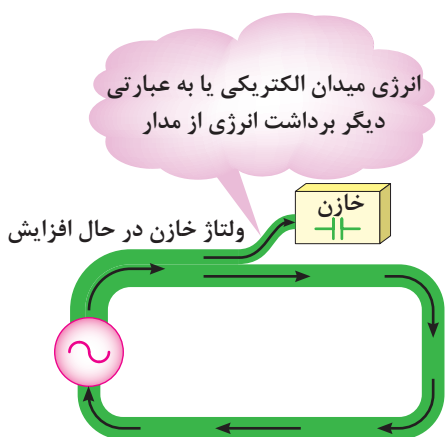 انرژی میدان الکتریکی یا به عبارتی
دیگر برداشت انرژی از مدار
خازن
ولتاژ خازن در حال افزایش